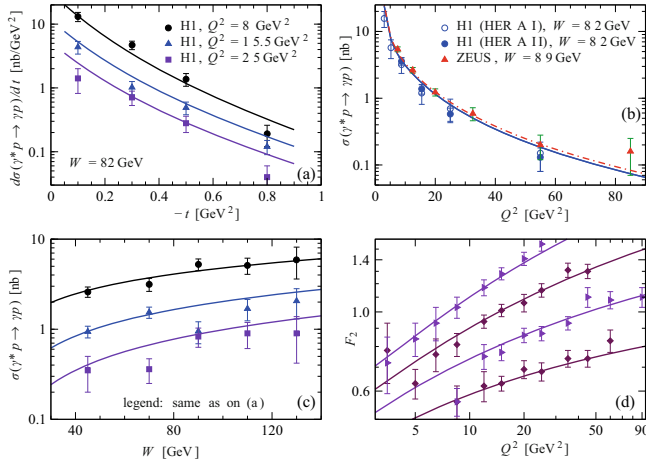 H1, Q² = 8 GeV²
H1, Q² = 1 5.5 GeV²
H1, Q² = 2 5 GeV²
W = 82 GeV
(a)
dσ(γ*p → γp)/dt [nb/GeV²]
10
1
0.1
0 0.2 0.4 0.6 0.8 1
−t [GeV²]
H1 (HER A I), W = 8 2 GeV
H1 (HER A II), W = 8 2 GeV
ZEUS , W = 8 9 GeV
(b)
σ(γ*p → γp) [nb]
10
1
0.1
0 20 40 60 80
Q² [GeV²]
σ(γ*p → γp) [nb]
10
1
0.1
(c)
legend: same as on (a)
40 60 80 100 120 140
W [GeV]
F₂
1.4
1.0
0.6
(d)
5 10 20 50 90
Q² [GeV²]